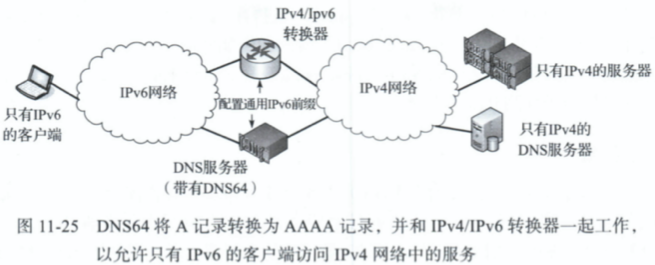 IPv4/Ipv6
转换器
只有IPv4的服务器
IPv6网络
IPv4网络
配置通用IPv6前缀
只有IPv6
的客户端
只有IPv4的
DNS服务器
DNS服务器
（带有DNS64）
图 11-25 DNS64 将 A 记录转换为 AAAA 记录，并和 IPv4/IPv6 转换器一起工作，
以允许只有 IPv6 的客户端访问 IPv4 网络中的服务